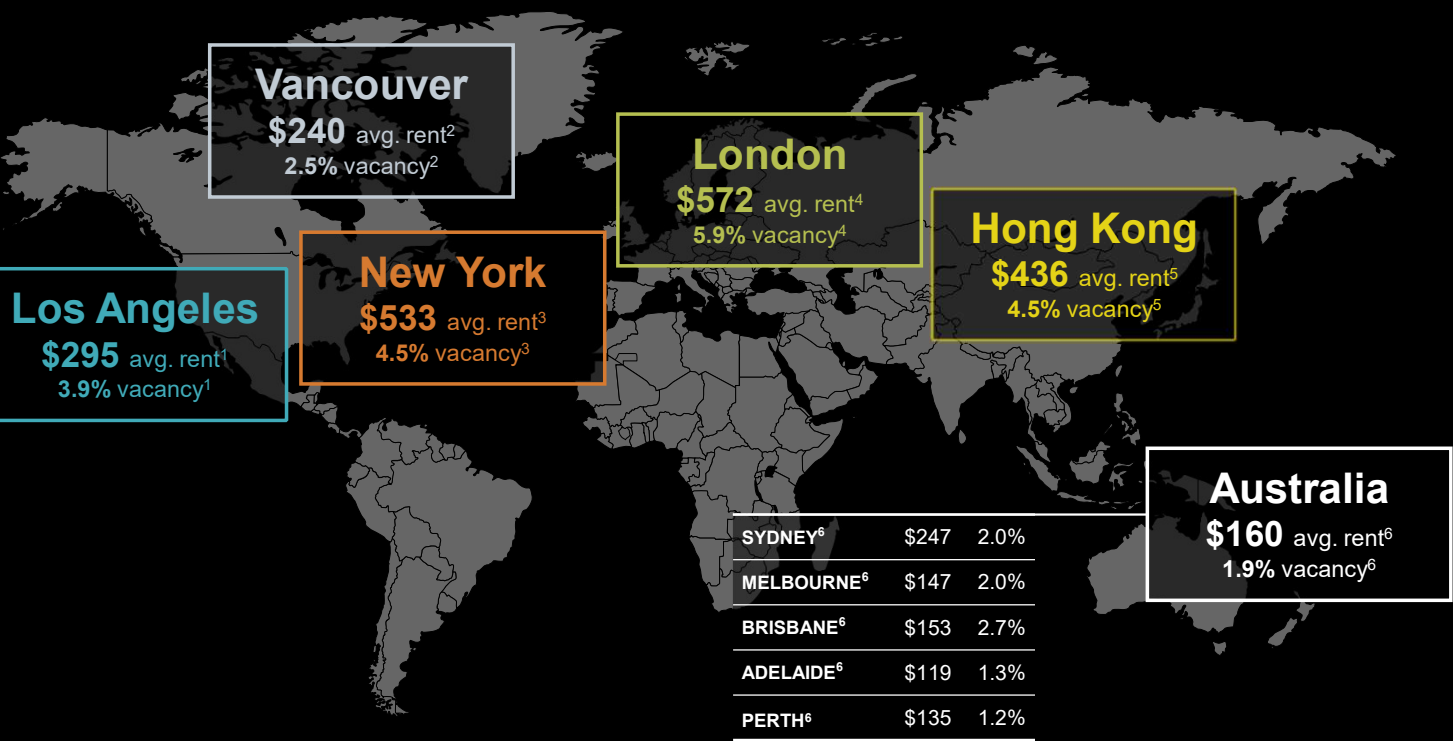 Vancouver
$240 avg. rent²
2.5% vacancy²
London
$572 avg. rent⁴
5.9% vacancy⁴
Hong Kong
$436 avg. rent⁵
4.5% vacancy⁵
New York
$533 avg. rent³
4.5% vacancy³
Los Angeles
$295 avg. rent¹
3.9% vacancy¹
Australia
$160 avg. rent⁶
1.9% vacancy⁶
SYDNEY⁶ $247 2.0%
MELBOURNE⁶ $147 2.0%
BRISBANE⁶ $153 2.7%
ADELAIDE⁶ $119 1.3%
PERTH⁶ $135 1.2%